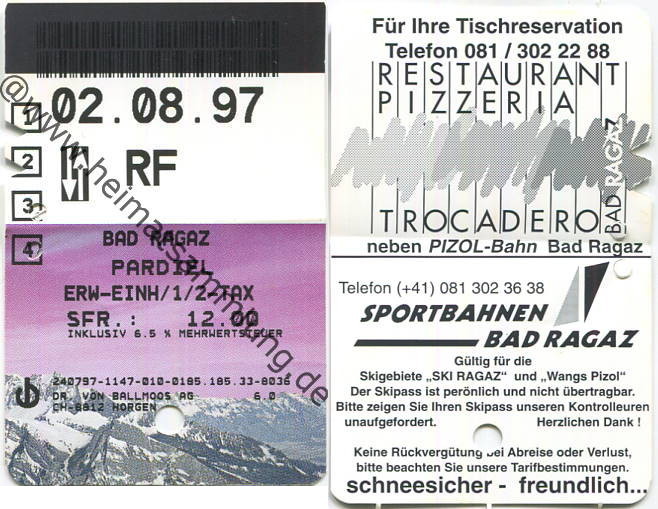 02.08.97
1
2
RF
3
4
BAD RAGAZ
PARDIEL
ERW-EINH/1/2-TAX
SFR.: 12.00
INKLUSIV 6.5 % MEHRWERTSTEUER
240797-1147-010-0185.185.33-8036
DR. VON BALLMOOS AG 6.0
CH-8812 HORGEN
@www.heimatsammlung.de
Für Ihre Tischreservation
Telefon 081 / 302 22 88
RESTAURANT
PIZZERIA
BAD RAGAZ
TROCADERO
neben PIZOL-Bahn Bad Ragaz
Telefon (+41) 081 302 36 38
SPORTBAHNEN
BAD RAGAZ
Gültig für die
Skigebiete „SKI RAGAZ" und „Wangs Pizol"
Der Skipass ist perönlich und nicht übertragbar.
Bitte zeigen Sie Ihren Skipass unseren Kontrolleuren
unaufgefordert. Herzlichen Dank !
Keine Rückvergütung bei Abreise oder Verlust,
bitte beachten Sie unsere Tarifbestimmungen.
schneesicher - freundlich...